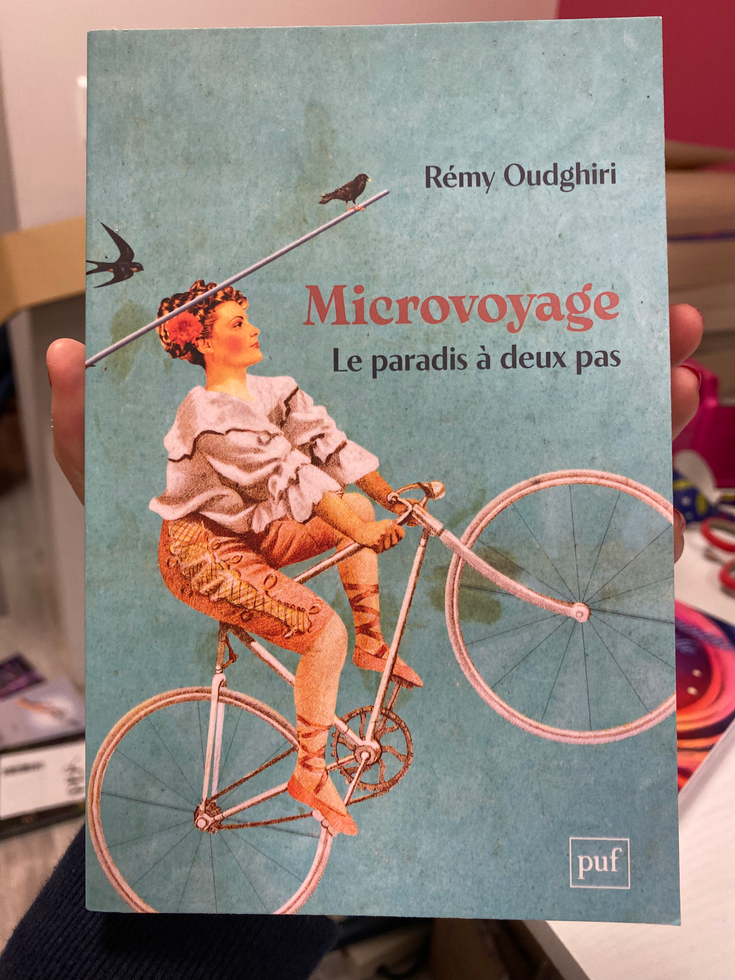 Rémy Oudghiri
Microvoyage
Le paradis à deux pas
puf